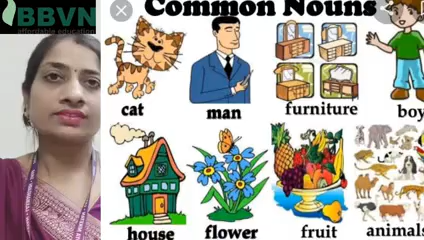 BBVN
affordable education
Common Nouns
cat
man
furniture
boy
house
flower
fruit
animals